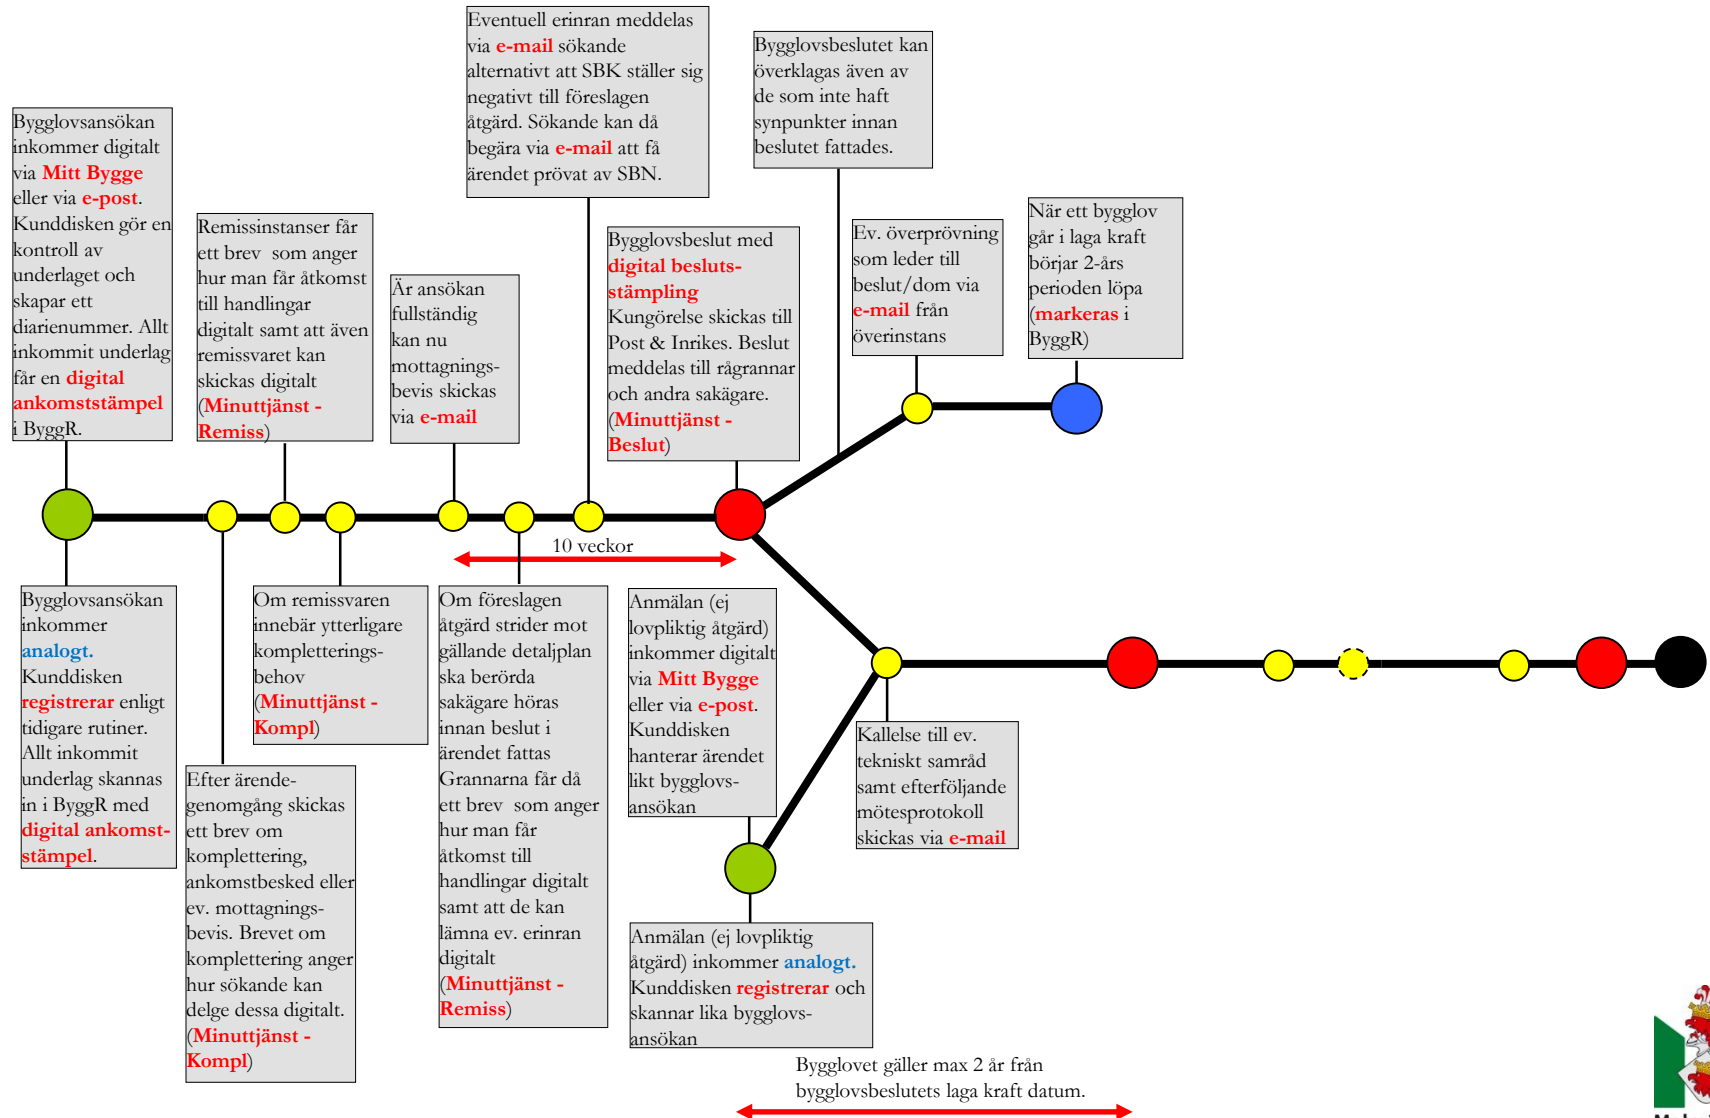 Eventuell erinran meddelas
via e-mail sökande
alternativt att SBK ställer sig
negativt till föreslagen
åtgärd. Sökande kan då
begära via e-mail att få
ärendet prövat av SBN.
Bygglovsbeslutet kan
överklagas även av
de som inte haft
synpunkter innan
beslutet fattades.
Bygglovsansökan
inkommer digitalt
via Mitt Bygge
eller via e-post.
Kunddisken gör en
kontroll av
underlaget och
skapar ett
diarienummer. Allt
inkommit underlag
får en digital
ankomststämpel
i ByggR.
Remissinstanser får
ett brev som anger
hur man får åtkomst
till handlingar
digitalt samt att även
remissvaret kan
skickas digitalt
(Minuttjänst -
Remiss)
Är ansökan
fullständig
kan nu
mottagnings-
bevis skickas
via e-mail
Bygglovsbeslut med
digital besluts-
stämpling
Kungörelse skickas till
Post & Inrikes. Beslut
meddelas till rågrannar
och andra sakägare.
(Minuttjänst -
Beslut)
Ev. överprövning
som leder till
beslut/dom via
e-mail från
överinstans
När ett bygglov
går i laga kraft
börjar 2-års
perioden löpa
(markeras i
ByggR)
10 veckor
Bygglovsansökan
inkommer
analogt.
Kunddisken
registrerar enligt
tidigare rutiner.
Allt inkommit
underlag skannas
in i ByggR med
digital ankomst-
stämpel.
Efter ärende-
genomgång skickas
ett brev om
komplettering,
ankomstbesked eller
ev. mottagnings-
bevis. Brevet om
komplettering anger
hur sökande kan
delge dessa digitalt.
(Minuttjänst -
Kompl)
Om remissvaren
innebär ytterligare
kompletterings-
behov
(Minuttjänst -
Kompl)
Om föreslagen
åtgärd strider mot
gällande detaljplan
ska berörda
sakägare höras
innan beslut i
ärendet fattas
Grannarna får då
ett brev som anger
hur man får
åtkomst till
handlingar digitalt
samt att de kan
lämna ev. erinran
digitalt
(Minuttjänst -
Remiss)
Anmälan (ej
lovpliktig åtgärd)
inkommer digitalt
via Mitt Bygge
eller via e-post.
Kunddisken
hanterar ärendet
likt bygglovs-
ansökan
Kallelse till ev.
tekniskt samråd
samt efterföljande
mötesprotokoll
skickas via e-mail
Anmälan (ej lovpliktig
åtgärd) inkommer analogt.
Kunddisken registrerar och
skannar lika bygglovs-
ansökan
Bygglovet gäller max 2 år från
bygglovsbeslutets laga kraft datum.